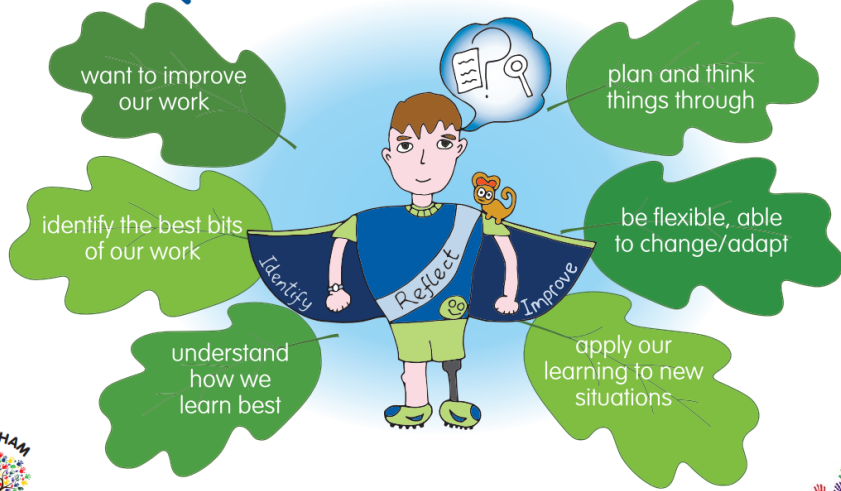 want to improve
our work
plan and think
things through
identify the best bits
of our work
be flexible, able
to change/adapt
Identify
Reflect
Improve
understand
how we
learn best
apply our
learning to new
situations